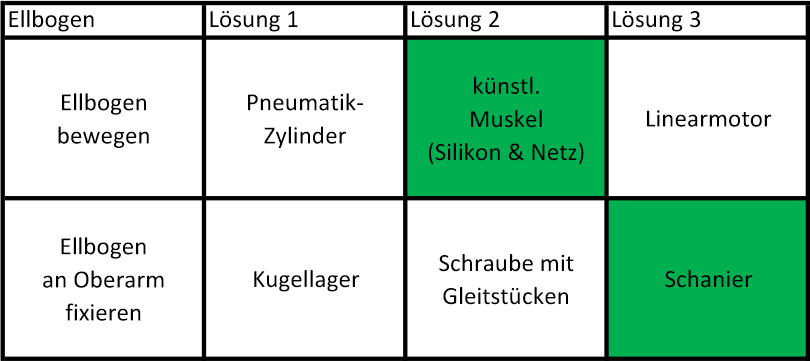 Ellbogen
Lösung 1
Lösung 2
Lösung 3
Ellbogen
bewegen
Pneumatik-
Zylinder
künstl.
Muskel
(Silikon & Netz)
Linearmotor
Ellbogen
an Oberarm
fixieren
Kugellager
Schraube mit
Gleitstücken
Schanier